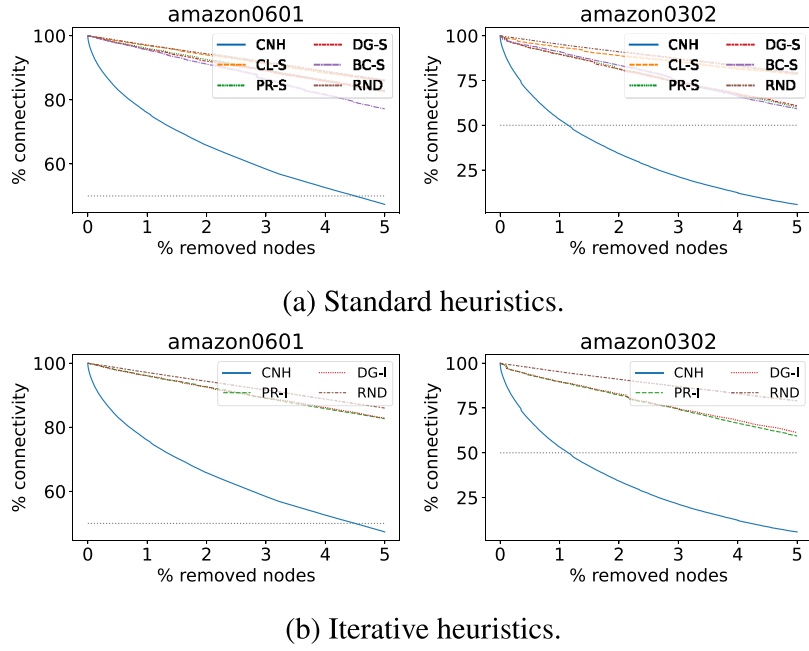 amazon0601
% connectivity
100
80
60
CNH
CL-S
PR-S
DG-S
BC-S
RND
0 1 2 3 4 5
% removed nodes
amazon0302
% connectivity
100
75
50
25
CNH
CL-S
PR-S
DG-S
BC-S
RND
0 1 2 3 4 5
% removed nodes
(a) Standard heuristics.
amazon0601
% connectivity
100
80
60
CNH
PR-I
DG-I
RND
0 1 2 3 4 5
% removed nodes
amazon0302
% connectivity
100
75
50
25
CNH
PR-I
DG-I
RND
0 1 2 3 4 5
% removed nodes
(b) Iterative heuristics.